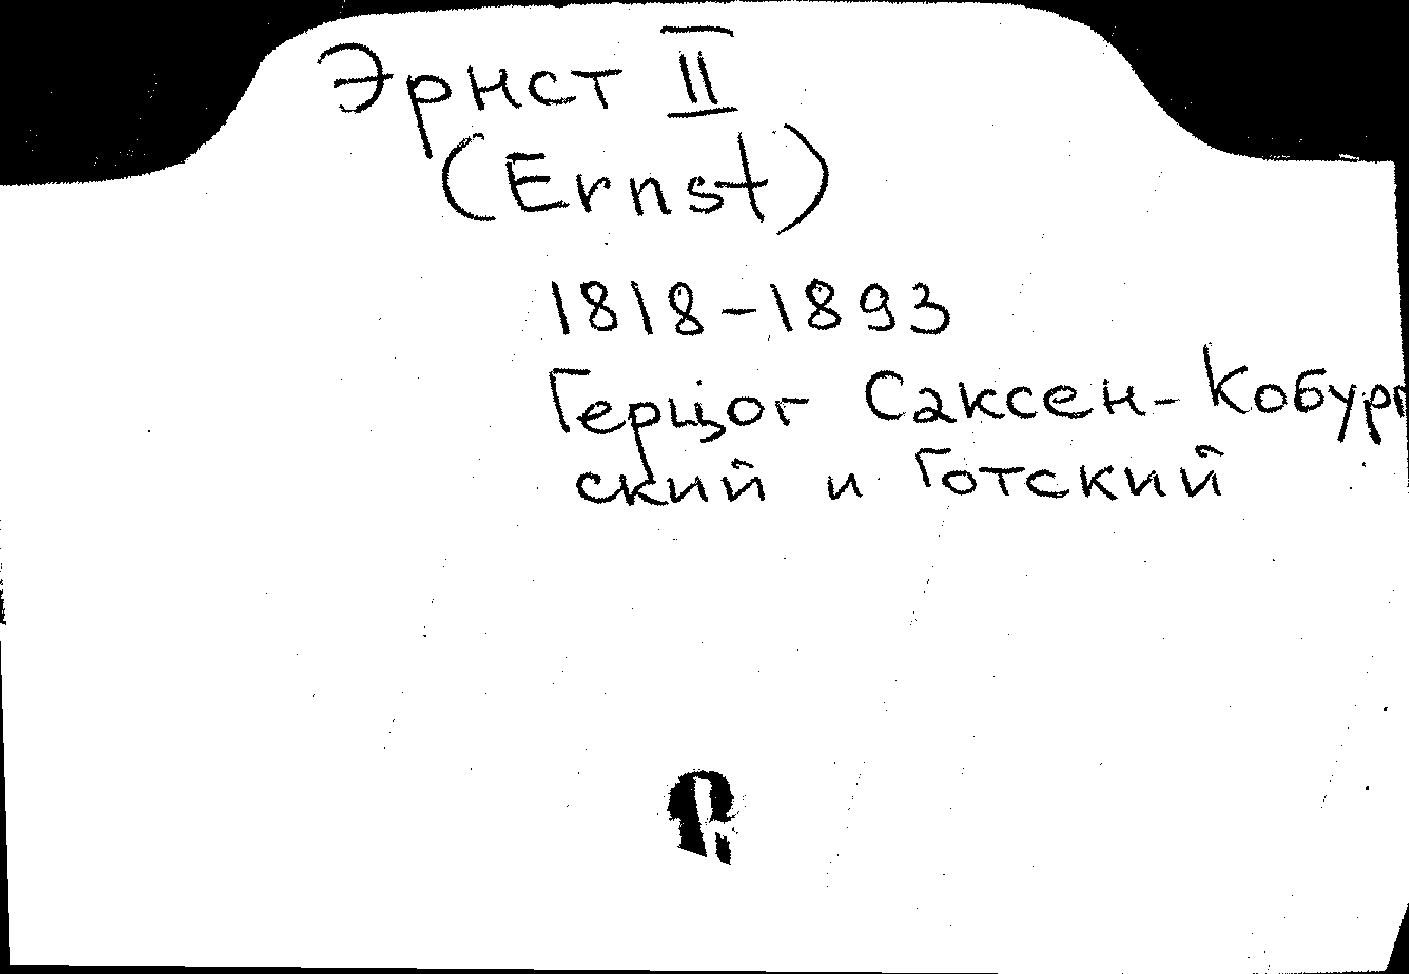 Эрнст II
(Ernst)
1818-1893
Герцог Саксен-Кобург
ский и Готский